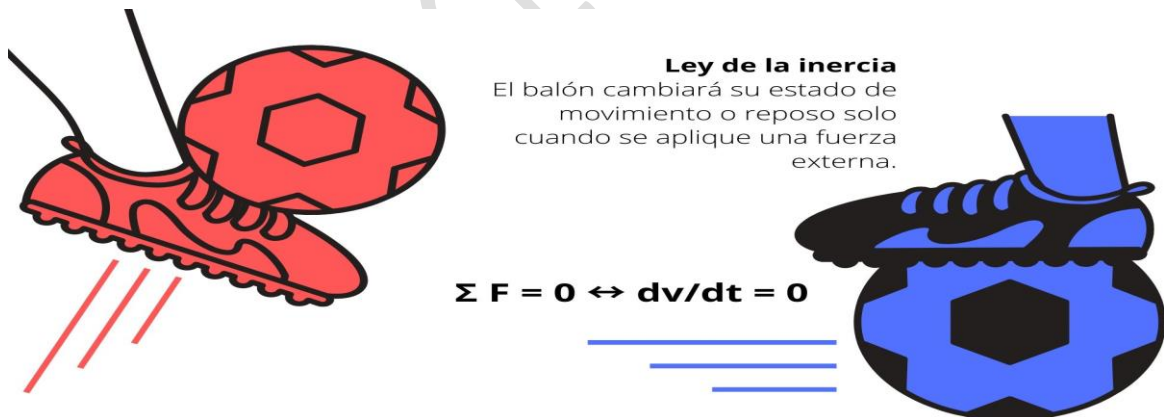 Ley de la inercia
El balón cambiará su estado de
movimiento o reposo solo
cuando se aplique una fuerza
externa.
Σ F = 0 ↔ dv/dt = 0